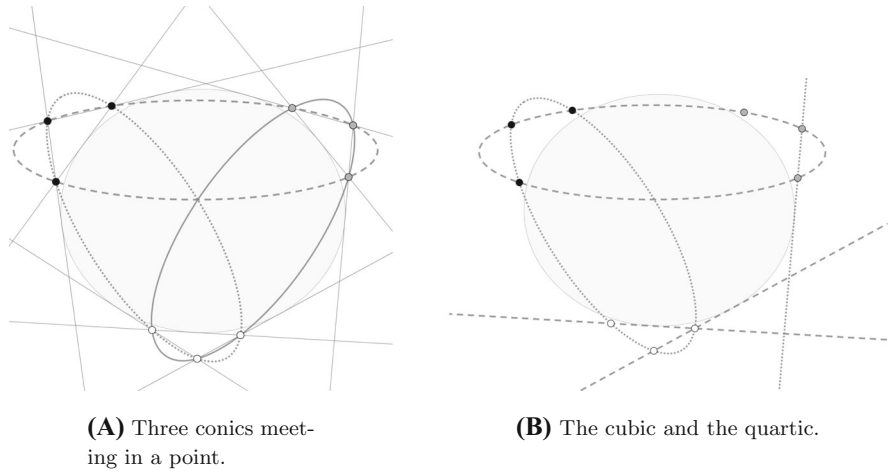 (A) Three conics meet-
ing in a point.
(B) The cubic and the quartic.